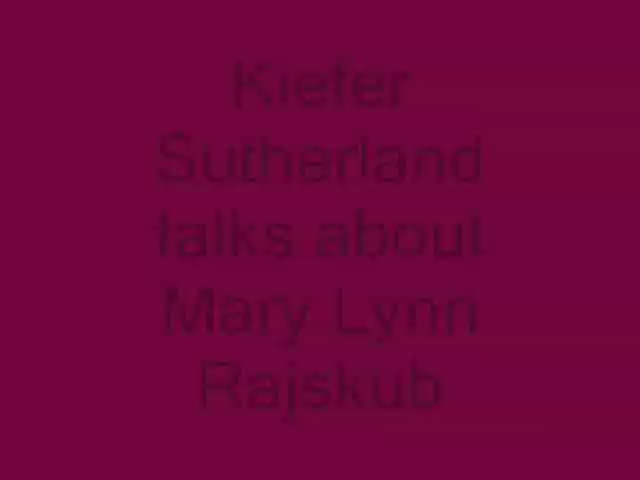 Kiefer
Sutherland
talks about
Mary Lynn
Rajskub